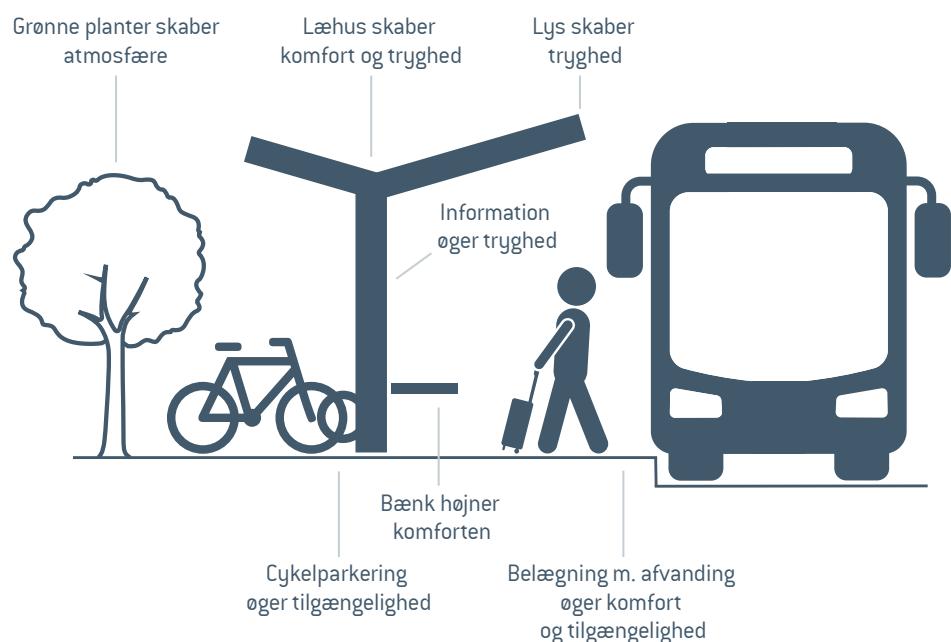 Grønne planter skaber
atmosfære
Læhus skaber
komfort og tryghed
Lys skaber
tryghed
Information
øger tryghed
Bænk højner
komforten
Cykelparkering
øger tilgængelighed
Belægning m. afvanding
øger komfort
og tilgængelighed